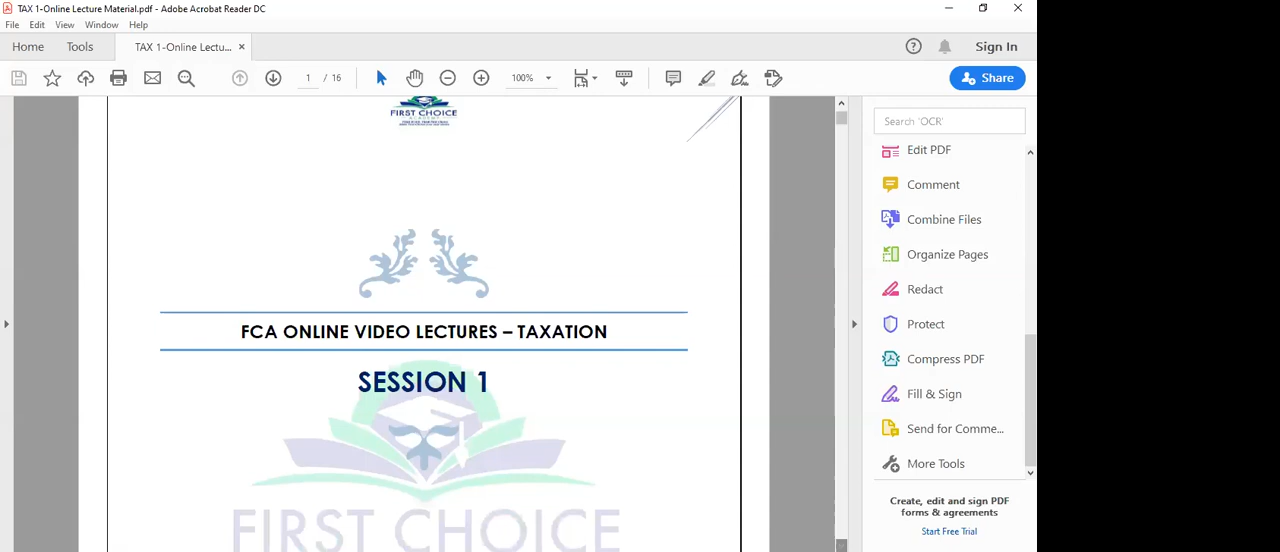 TAX 1-Online Lecture Material.pdf - Adobe Acrobat Reader DC
File Edit View Window Help
Home Tools TAX 1-Online Lectu... ×
Sign In
1 / 16 100% Share
FIRST CHOICE
ACADEMY
Search 'OCR'
Edit PDF
Comment
Combine Files
Organize Pages
Redact
Protect
Compress PDF
Fill & Sign
Send for Comme...
More Tools
FCA ONLINE VIDEO LECTURES – TAXATION
SESSION 1
FIRST CHOICE
Create, edit and sign PDF
forms & agreements
Start Free Trial